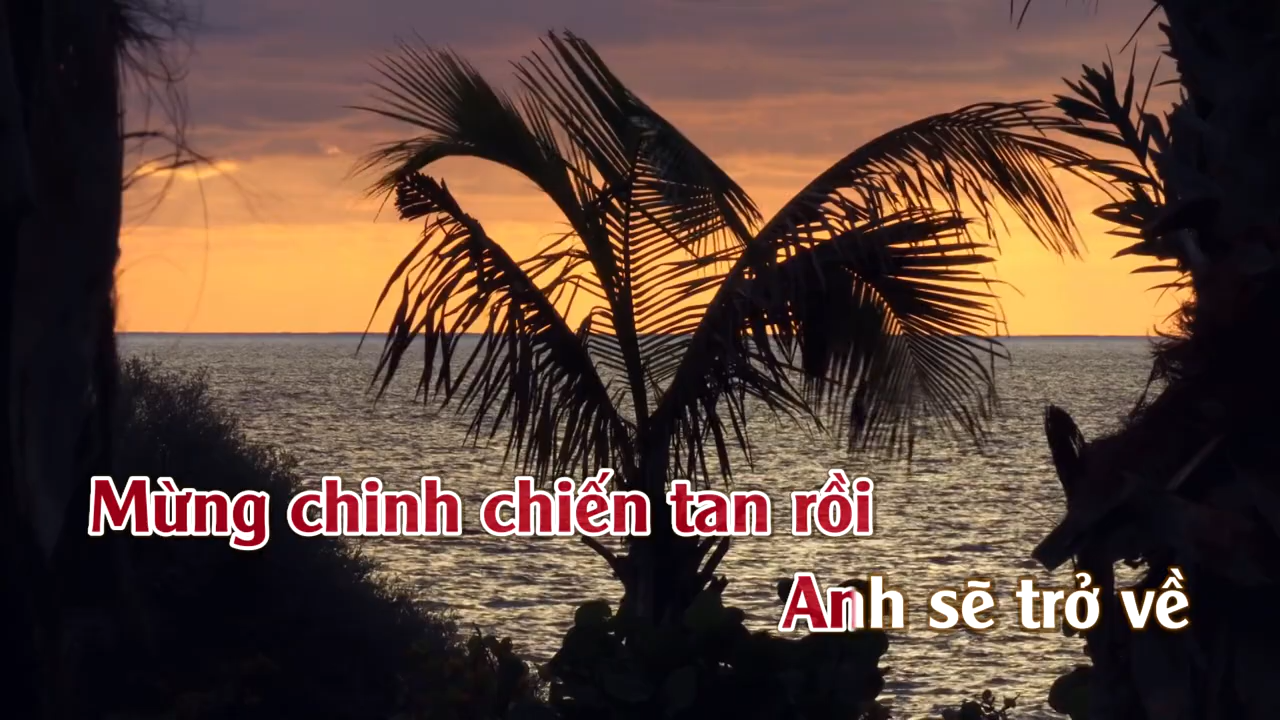 Mừng chinh chiến tan rồi
Anh sẽ trở về